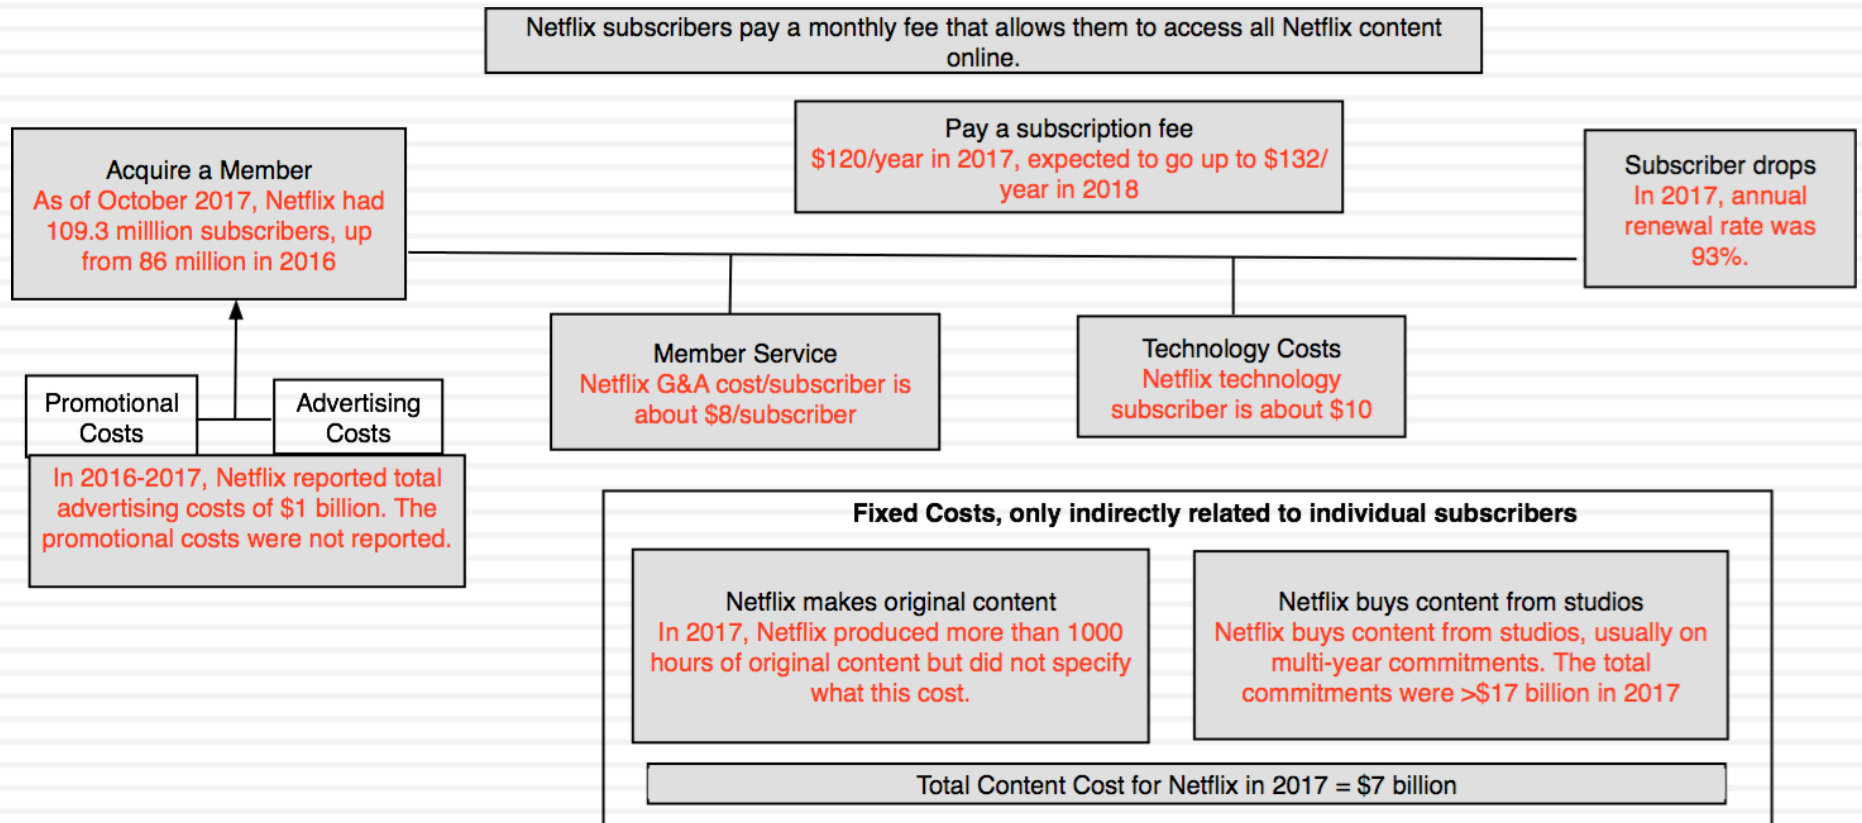 Netflix subscribers pay a monthly fee that allows them to access all Netflix content
online.
Acquire a Member
As of October 2017, Netflix had
109.3 milllion subscribers, up
from 86 million in 2016
Pay a subscription fee
$120/year in 2017, expected to go up to $132/
year in 2018
Subscriber drops
In 2017, annual
renewal rate was
93%.
Member Service
Netflix G&A cost/subscriber is
about $8/subscriber
Technology Costs
Netflix technology
subscriber is about $10
Promotional
Costs
Advertising
Costs
In 2016-2017, Netflix reported total
advertising costs of $1 billion. The
promotional costs were not reported.
Fixed Costs, only indirectly related to individual subscribers
Netflix makes original content
In 2017, Netflix produced more than 1000
hours of original content but did not specify
what this cost.
Netflix buys content from studios
Netflix buys content from studios, usually on
multi-year commitments. The total
commitments were >$17 billion in 2017
Total Content Cost for Netflix in 2017 = $7 billion